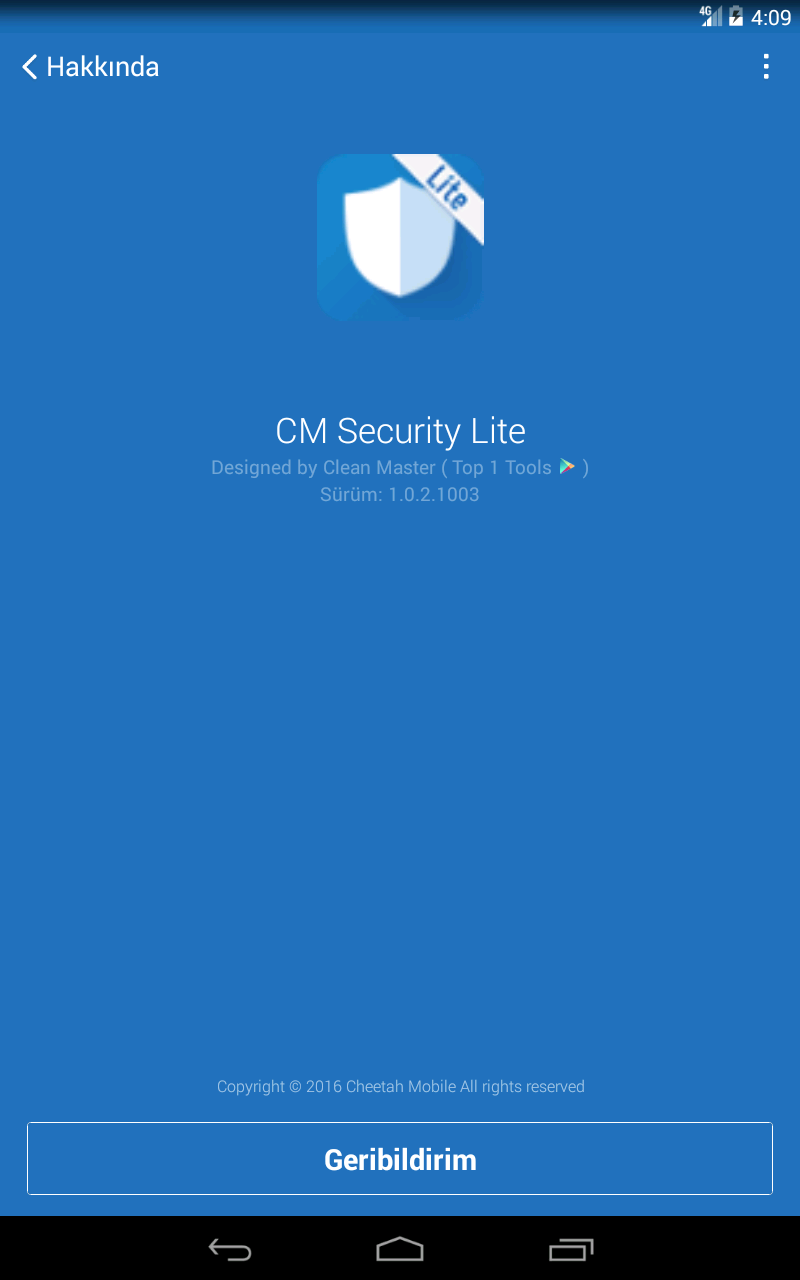 4G 4:09
Hakkında
Lite
CM Security Lite
Designed by Clean Master ( Top 1 Tools )
Sürüm: 1.0.2.1003
Copyright © 2016 Cheetah Mobile All rights reserved
Geribildirim